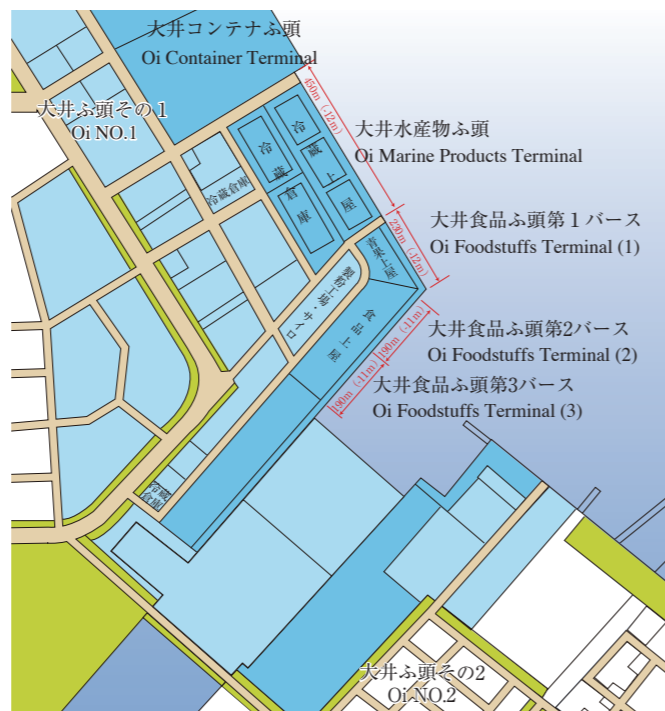 大井コンテナふ頭
Oi Container Terminal
450m (-12m)
大井ふ頭その1
Oi NO.1
大井水産物ふ頭
Oi Marine Products Terminal
冷蔵倉庫
冷蔵上屋
冷蔵倉庫
230m (-12m)
大井食品ふ頭第1バース
Oi Foodstuffs Terminal (1)
青果上屋
製粉工場・サイロ
食品上屋
190m (-11m)
大井食品ふ頭第2バース
Oi Foodstuffs Terminal (2)
190m (-11m)
大井食品ふ頭第3バース
Oi Foodstuffs Terminal (3)
冷蔵
倉庫
大井ふ頭その2
Oi NO.2